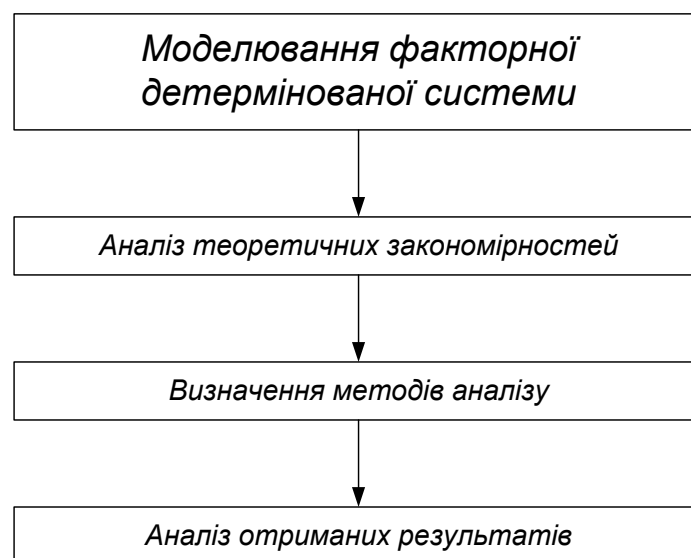 Моделювання факторної
детермінованої системи
Аналіз теоретичних закономірностей
Визначення методів аналізу
Аналіз отриманих результатів